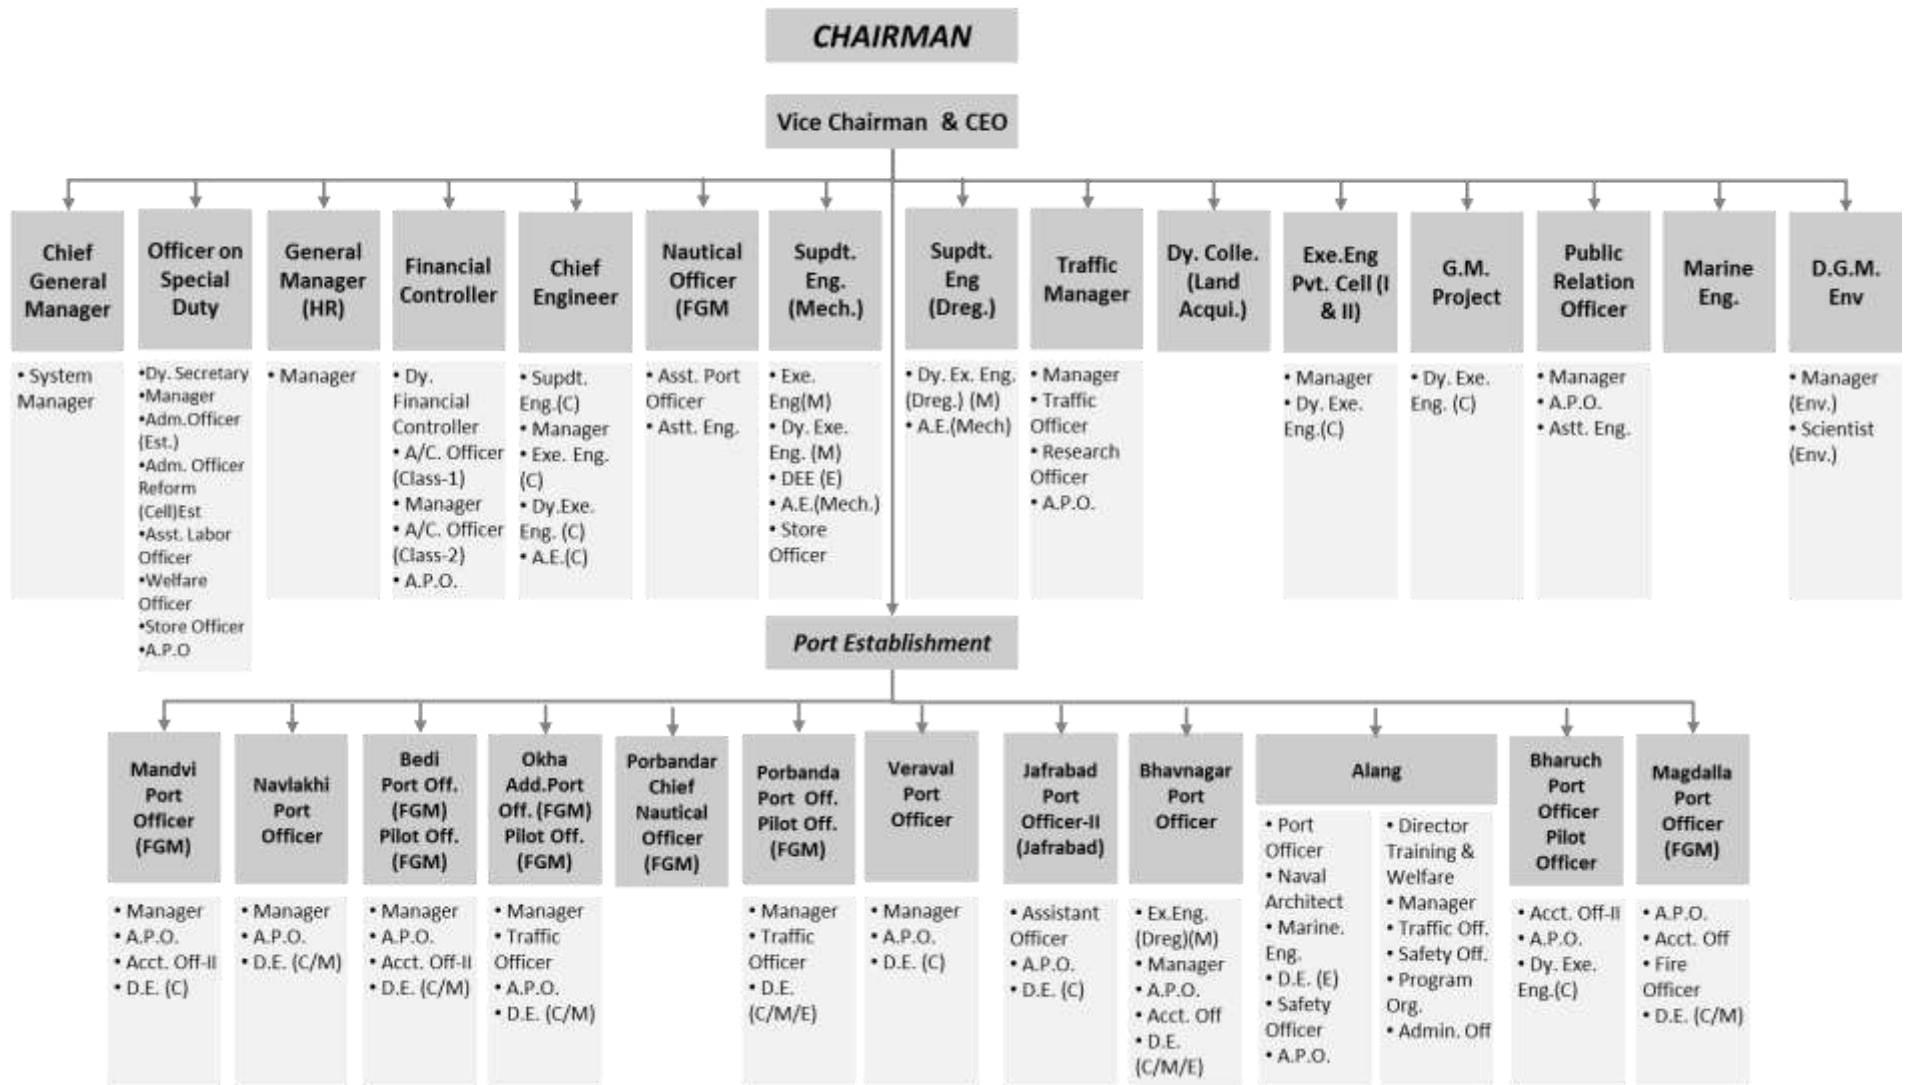 CHAIRMAN
Vice Chairman & CEO
Chief
General
Manager
• System
Manager
Officer on
Special
Duty
•Dy. Secretary
•Manager
•Adm.Officer
(Est.)
•Adm. Officer
Reform
(Cell)Est
•Asst. Labor
Officer
•Welfare
Officer
•Store Officer
•A.P.O
General
Manager
(HR)
• Manager
Financial
Controller
• Dy.
Financial
Controller
• A/C. Officer
(Class-1)
• Manager
• A/C. Officer
(Class-2)
• A.P.O.
Chief
Engineer
• Supdt.
Eng.(C)
• Manager
• Exe. Eng.
(C)
• Dy.Exe.
Eng. (C)
• A.E.(C)
Nautical
Officer
(FGM
• Asst. Port
Officer
• Astt. Eng.
Supdt.
Eng.
(Mech.)
• Exe.
Eng(M)
• Dy. Exe.
Eng. (M)
• DEE (E)
• A.E.(Mech.)
• Store
Officer
Supdt.
Eng
(Dreg.)
• Dy. Ex. Eng.
(Dreg.) (M)
• A.E.(Mech)
Traffic
Manager
• Manager
• Traffic
Officer
• Research
Officer
• A.P.O.
Dy. Colle.
(Land
Acqui.)
Exe.Eng
Pvt. Cell (I
& II)
• Manager
• Dy. Exe.
Eng.(C)
G.M.
Project
• Dy. Exe.
Eng. (C)
Public
Relation
Officer
• Manager
• A.P.O.
• Astt. Eng.
Marine
Eng.
D.G.M.
Env
• Manager
(Env.)
• Scientist
(Env.)
Port Establishment
Mandvi
Port
Officer
(FGM)
• Manager
• A.P.O.
• Acct. Off-II
• D.E. (C)
Navlakhi
Port
Officer
• Manager
• A.P.O.
• D.E. (C/M)
Bedi
Port Off.
(FGM)
Pilot Off.
(FGM)
• Manager
• A.P.O.
• Acct. Off-II
• D.E. (C/M)
Okha
Add.Port
Off. (FGM)
Pilot Off.
(FGM)
• Manager
• Traffic
Officer
• A.P.O.
• D.E. (C/M)
Porbandar
Chief
Nautical
Officer
(FGM)
Porbanda
Port Off.
Pilot Off.
(FGM)
• Manager
• Traffic
Officer
• D.E.
(C/M/E)
Veraval
Port
Officer
• Manager
• A.P.O.
• D.E. (C)
Jafrabad
Port
Officer-II
(Jafrabad)
• Assistant
Officer
• A.P.O.
• D.E. (C)
Bhavnagar
Port
Officer
• Ex.Eng.
(Dreg)(M)
• Manager
• A.P.O.
• Acct. Off
• D.E.
(C/M/E)
Alang
• Port
Officer
• Naval
Architect
• Marine.
Eng.
• D.E. (E)
• Safety
Officer
• A.P.O.
• Director
Training &
Welfare
• Manager
• Traffic Off.
• Safety Off.
• Program
Org.
• Admin. Off
Bharuch
Port
Officer
Pilot
Officer
• Acct. Off-II
• A.P.O.
• Dy. Exe.
Eng.(C)
Magdalla
Port
Officer
(FGM)
• A.P.O.
• Acct. Off
• Fire
Officer
• D.E. (C/M)